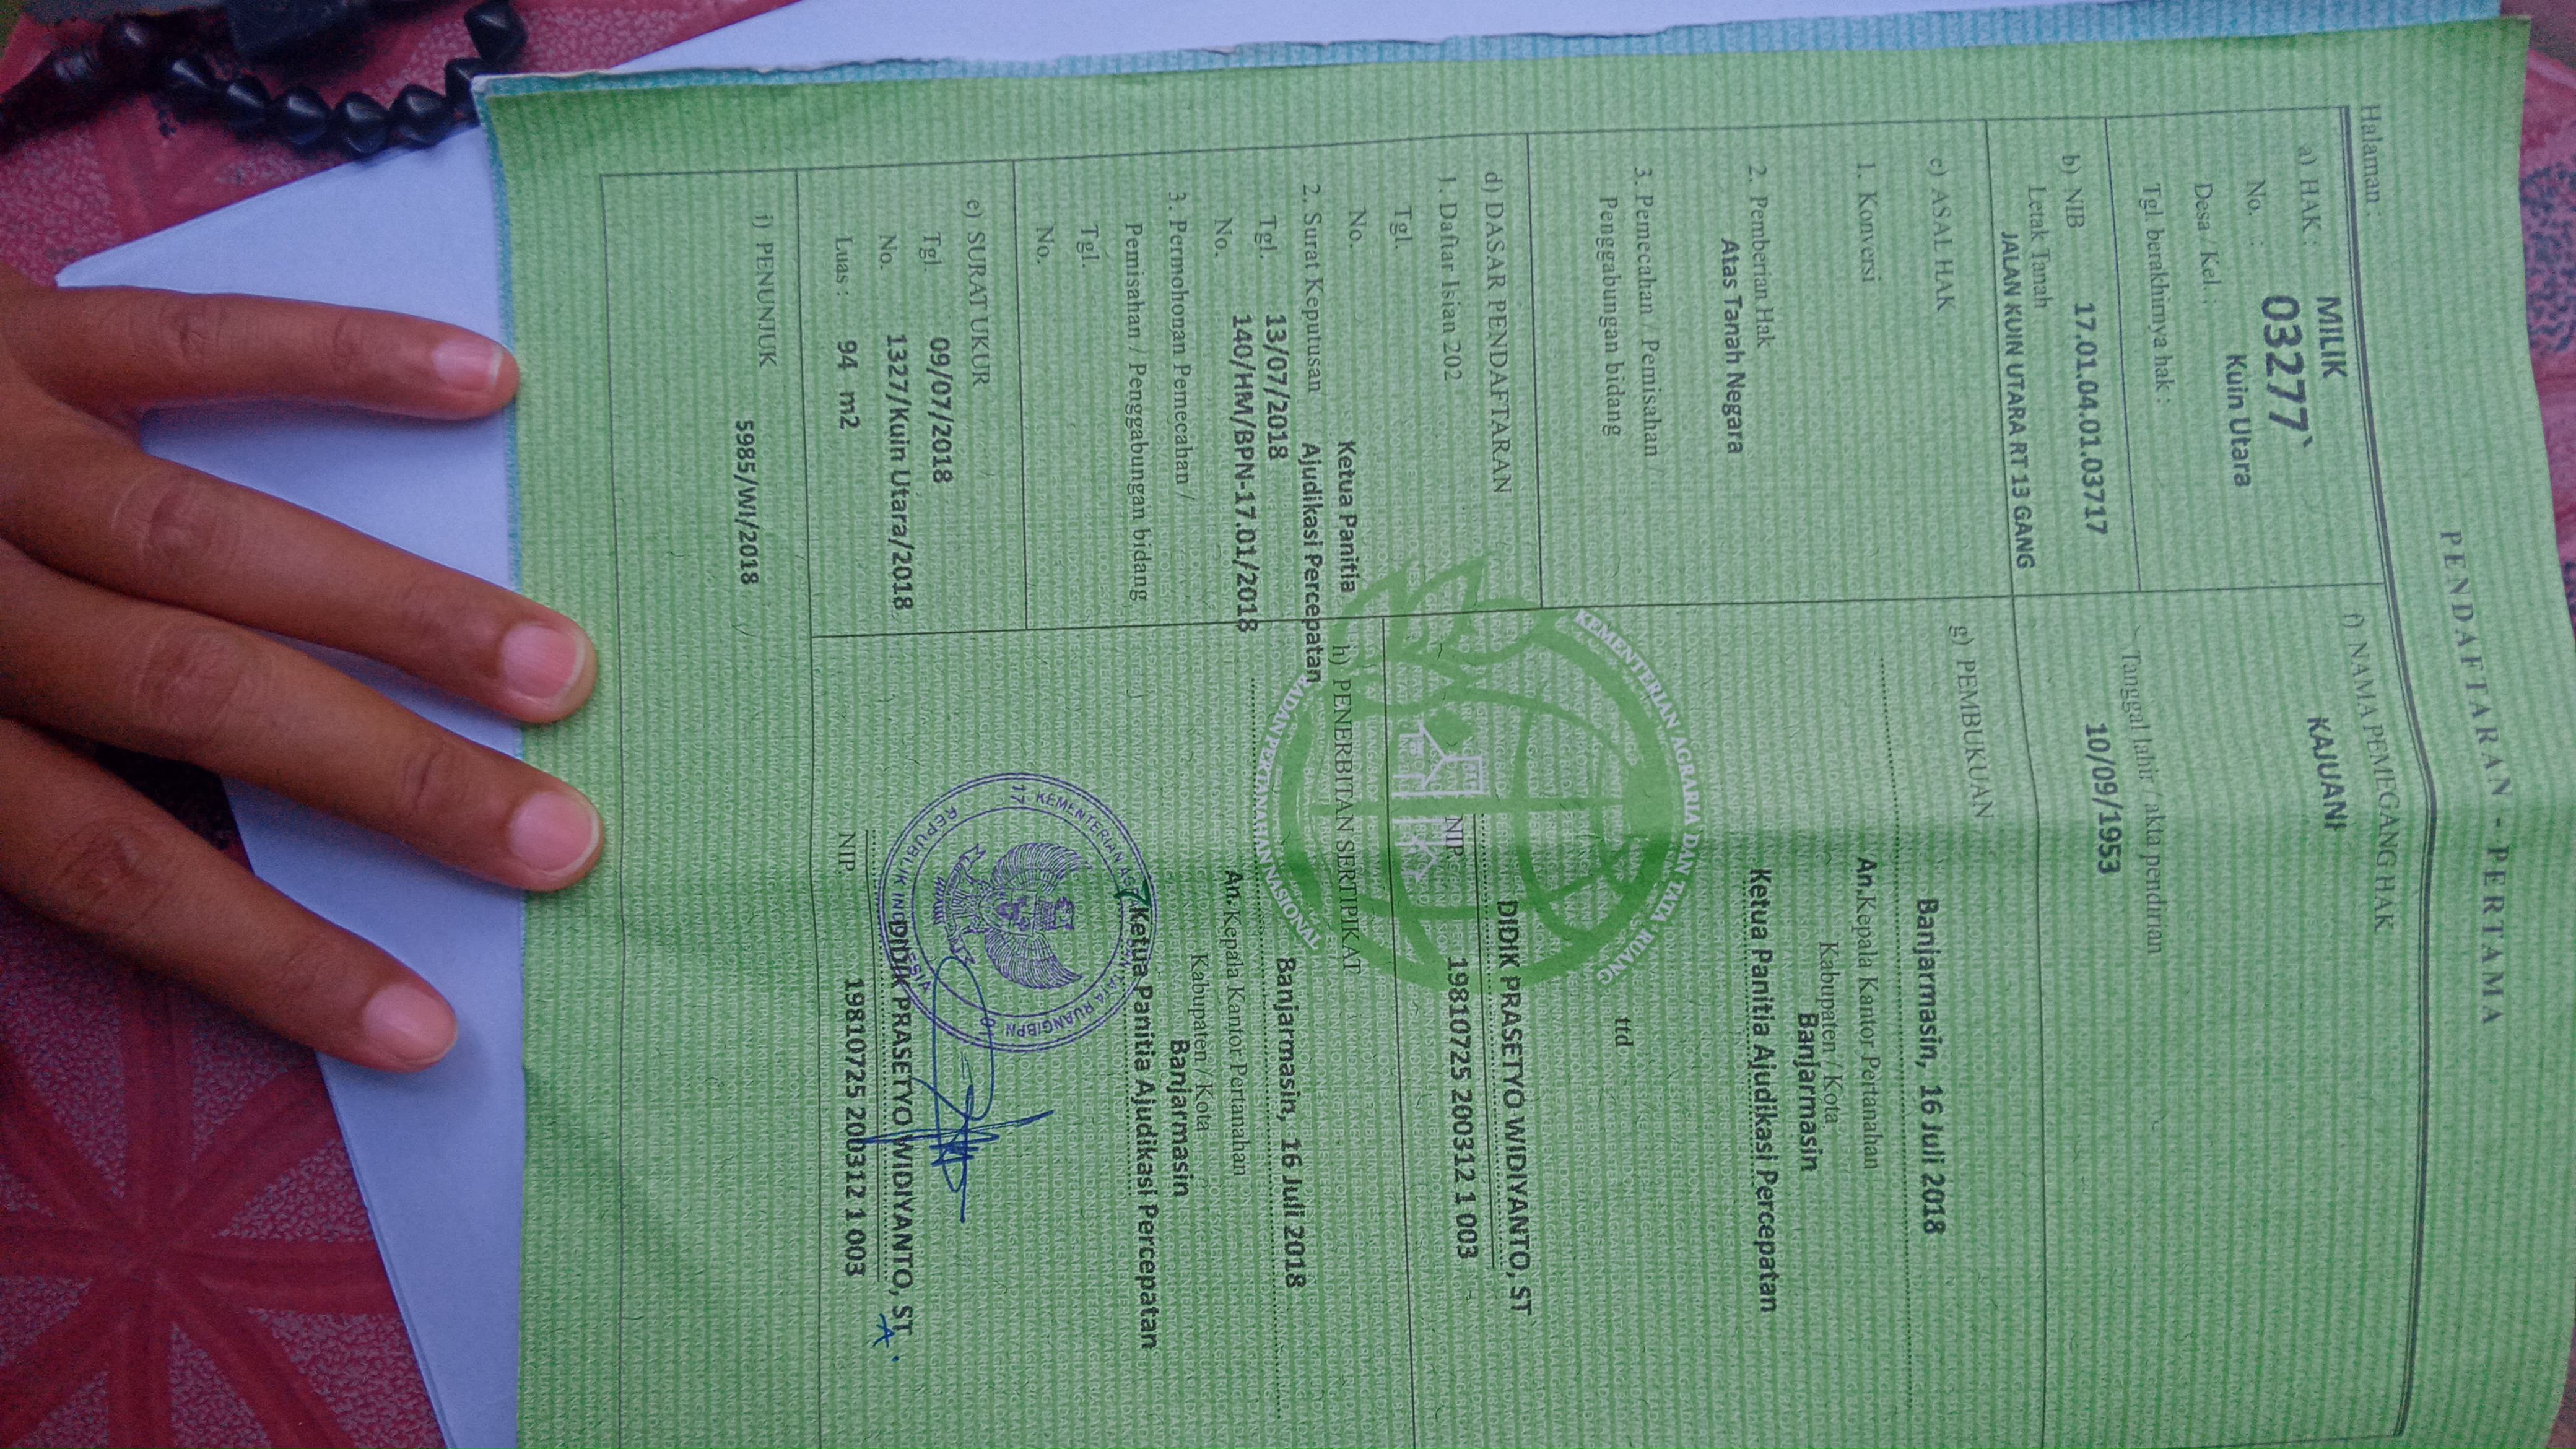 PENDAFTARAN - PERTAMA
Halaman :
a) HAK : MILIK
No. : 03277`
Desa / Kel. : Kuin Utara
Tgl. berakhirnya hak :
b) NIB 17.01.04.01.03717
Letak Tanah
JALAN KUIN UTARA RT 13 GANG
c) ASAL HAK
1. Konversi
2. Pemberian Hak
Atas Tanah Negara
3. Pemecahan / Pemisahan /
Penggabungan bidang
d) DASAR PENDAFTARAN
1. Daftar Isian 202
Tgl.
No. Ketua Panitia
2. Surat Keputusan Ajudikasi Percepatan
Tgl. 13/07/2018
No. 140/HM/BPN-17.01/2018
3. Permohonan Pemecahan /
Pemisahan / Penggabungan bidang
Tgl.
No.
e) SURAT UKUR
Tgl. 09/07/2018
No. 1327/Kuin Utara/2018
Luas : 94 m2
f) NAMA PEMEGANG HAK
KAJUANI
Tanggal lahir / akta pendirian
10/09/1953
g) PEMBUKUAN
Banjarmasin, 16 Juli 2018
An.Kepala Kantor Pertanahan
Kabupaten / Kota
Banjarmasin
Ketua Panitia Ajudikasi Percepatan
ttd
DIDIK PRASETYO WIDIYANTO, ST
NIP. 19810725 200312 1 003
h) PENERBITAN SERTIPIKAT
Banjarmasin, 16 Juli 2018
An. Kepala Kantor Pertanahan
Kabupaten / Kota
Banjarmasin
Ketua Panitia Ajudikasi Percepatan
DIDIK PRASETYO WIDIYANTO, ST
NIP. 19810725 200312 1 003
i) PENUNJUK
5985/WI/2018
KEMENTERIAN AGRARIA DAN TATA RUANG
BADAN PERTANAHAN NASIONAL
REPUBLIK INDONESIA